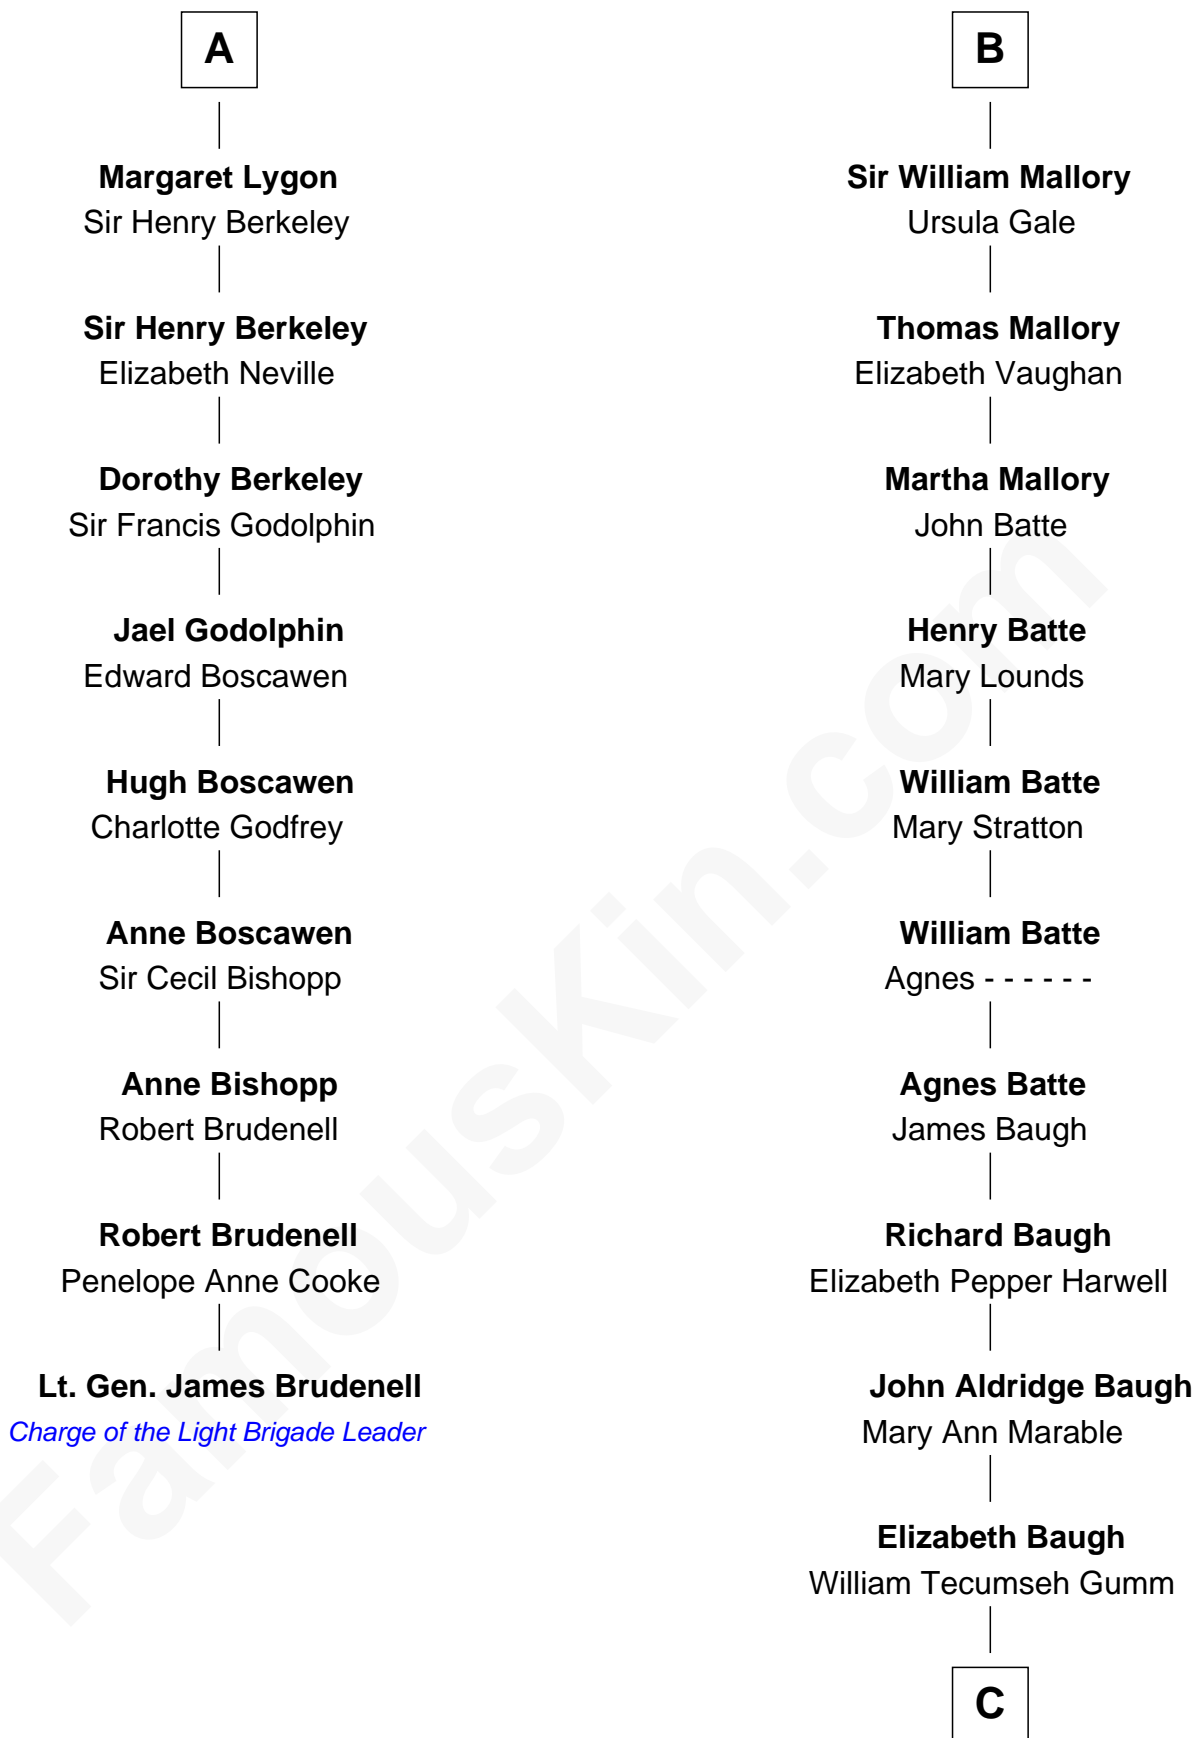 A
Margaret Lygon
Sir Henry Berkeley
Sir Henry Berkeley
Elizabeth Neville
Dorothy Berkeley
Sir Francis Godolphin
Jael Godolphin
Edward Boscawen
Hugh Boscawen
Charlotte Godfrey
Anne Boscawen
Sir Cecil Bishopp
Anne Bishopp
Robert Brudenell
Robert Brudenell
Penelope Anne Cooke
Lt. Gen. James Brudenell
Charge of the Light Brigade Leader
B
Sir William Mallory
Ursula Gale
Thomas Mallory
Elizabeth Vaughan
Martha Mallory
John Batte
Henry Batte
Mary Lounds
William Batte
Mary Stratton
William Batte
Agnes - - - - - -
Agnes Batte
James Baugh
Richard Baugh
Elizabeth Pepper Harwell
John Aldridge Baugh
Mary Ann Marable
Elizabeth Baugh
William Tecumseh Gumm
C
FamousKin.com